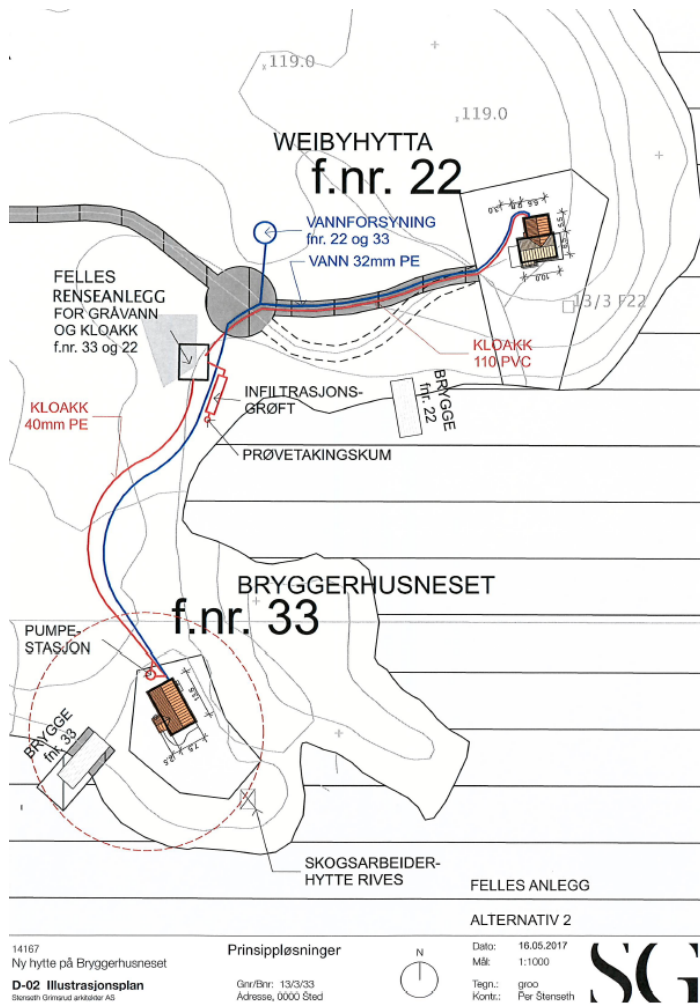 119.0
119.0
WEIBYHYTTA
f.nr. 22
VANNFORSYNING
fnr. 22 og 33
VANN 32mm PE
FELLES
RENSEANLEGG
FOR GRÅVANN
OG KLOAKK
f.nr. 33 og 22
13/3 F22
KLOAKK
110 PVC
BRYGGE
fnr. 22
INFILTRASJONS-
GRØFT
KLOAKK
40mm PE
PRØVETAKINGSKUM
BRYGGERHUSNESET
f.nr. 33
PUMPE-
STASJON
BRYGGE
fnr. 33
SKOGSARBEIDER-
HYTTE RIVES
FELLES ANLEGG
ALTERNATIV 2
14167
Ny hytte på Bryggerhusneset
D-02 Illustrasjonsplan
Stenseth Grimsrud arkitekter AS
Prinsippløsninger
Gnr/Bnr: 13/3/33
Adresse, 0000 Sted
N
Dato: 16.05.2017
Mål: 1:1000
Tegn.: groo
Kontr.: Per Stenseth
SG